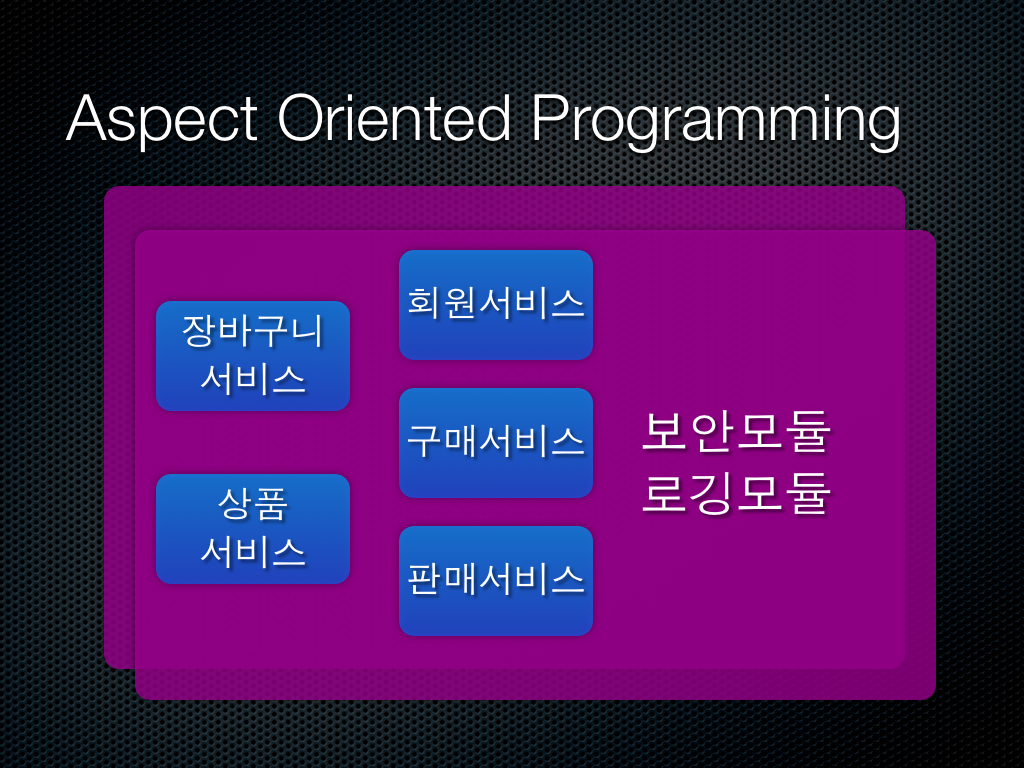 Aspect Oriented Programming
장바구니
서비스
상품
서비스
회원서비스
구매서비스
판매서비스
보안모듈
로깅모듈